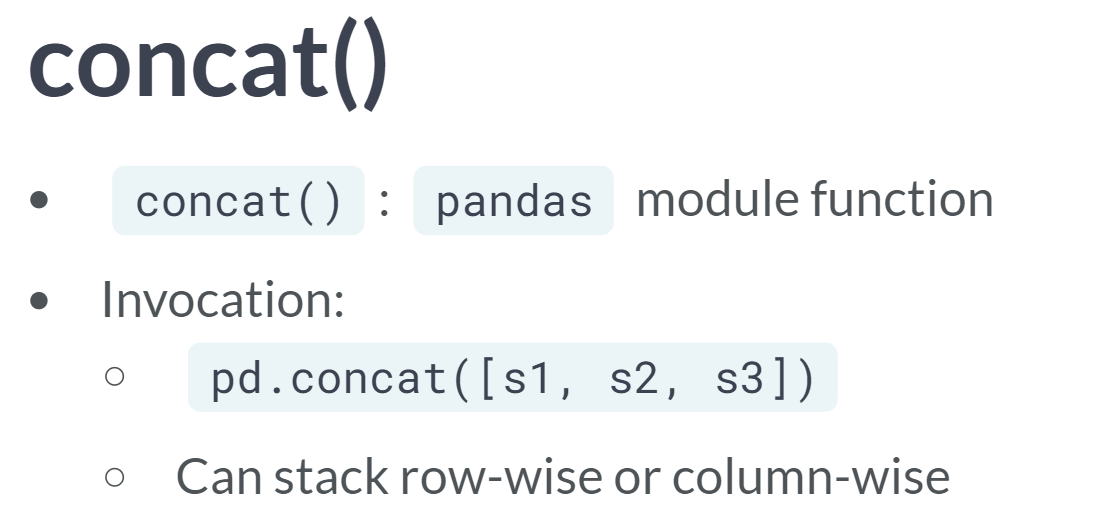 concat()
• concat() : pandas module function
• Invocation:
○ pd.concat([s1, s2, s3])
○ Can stack row-wise or column-wise